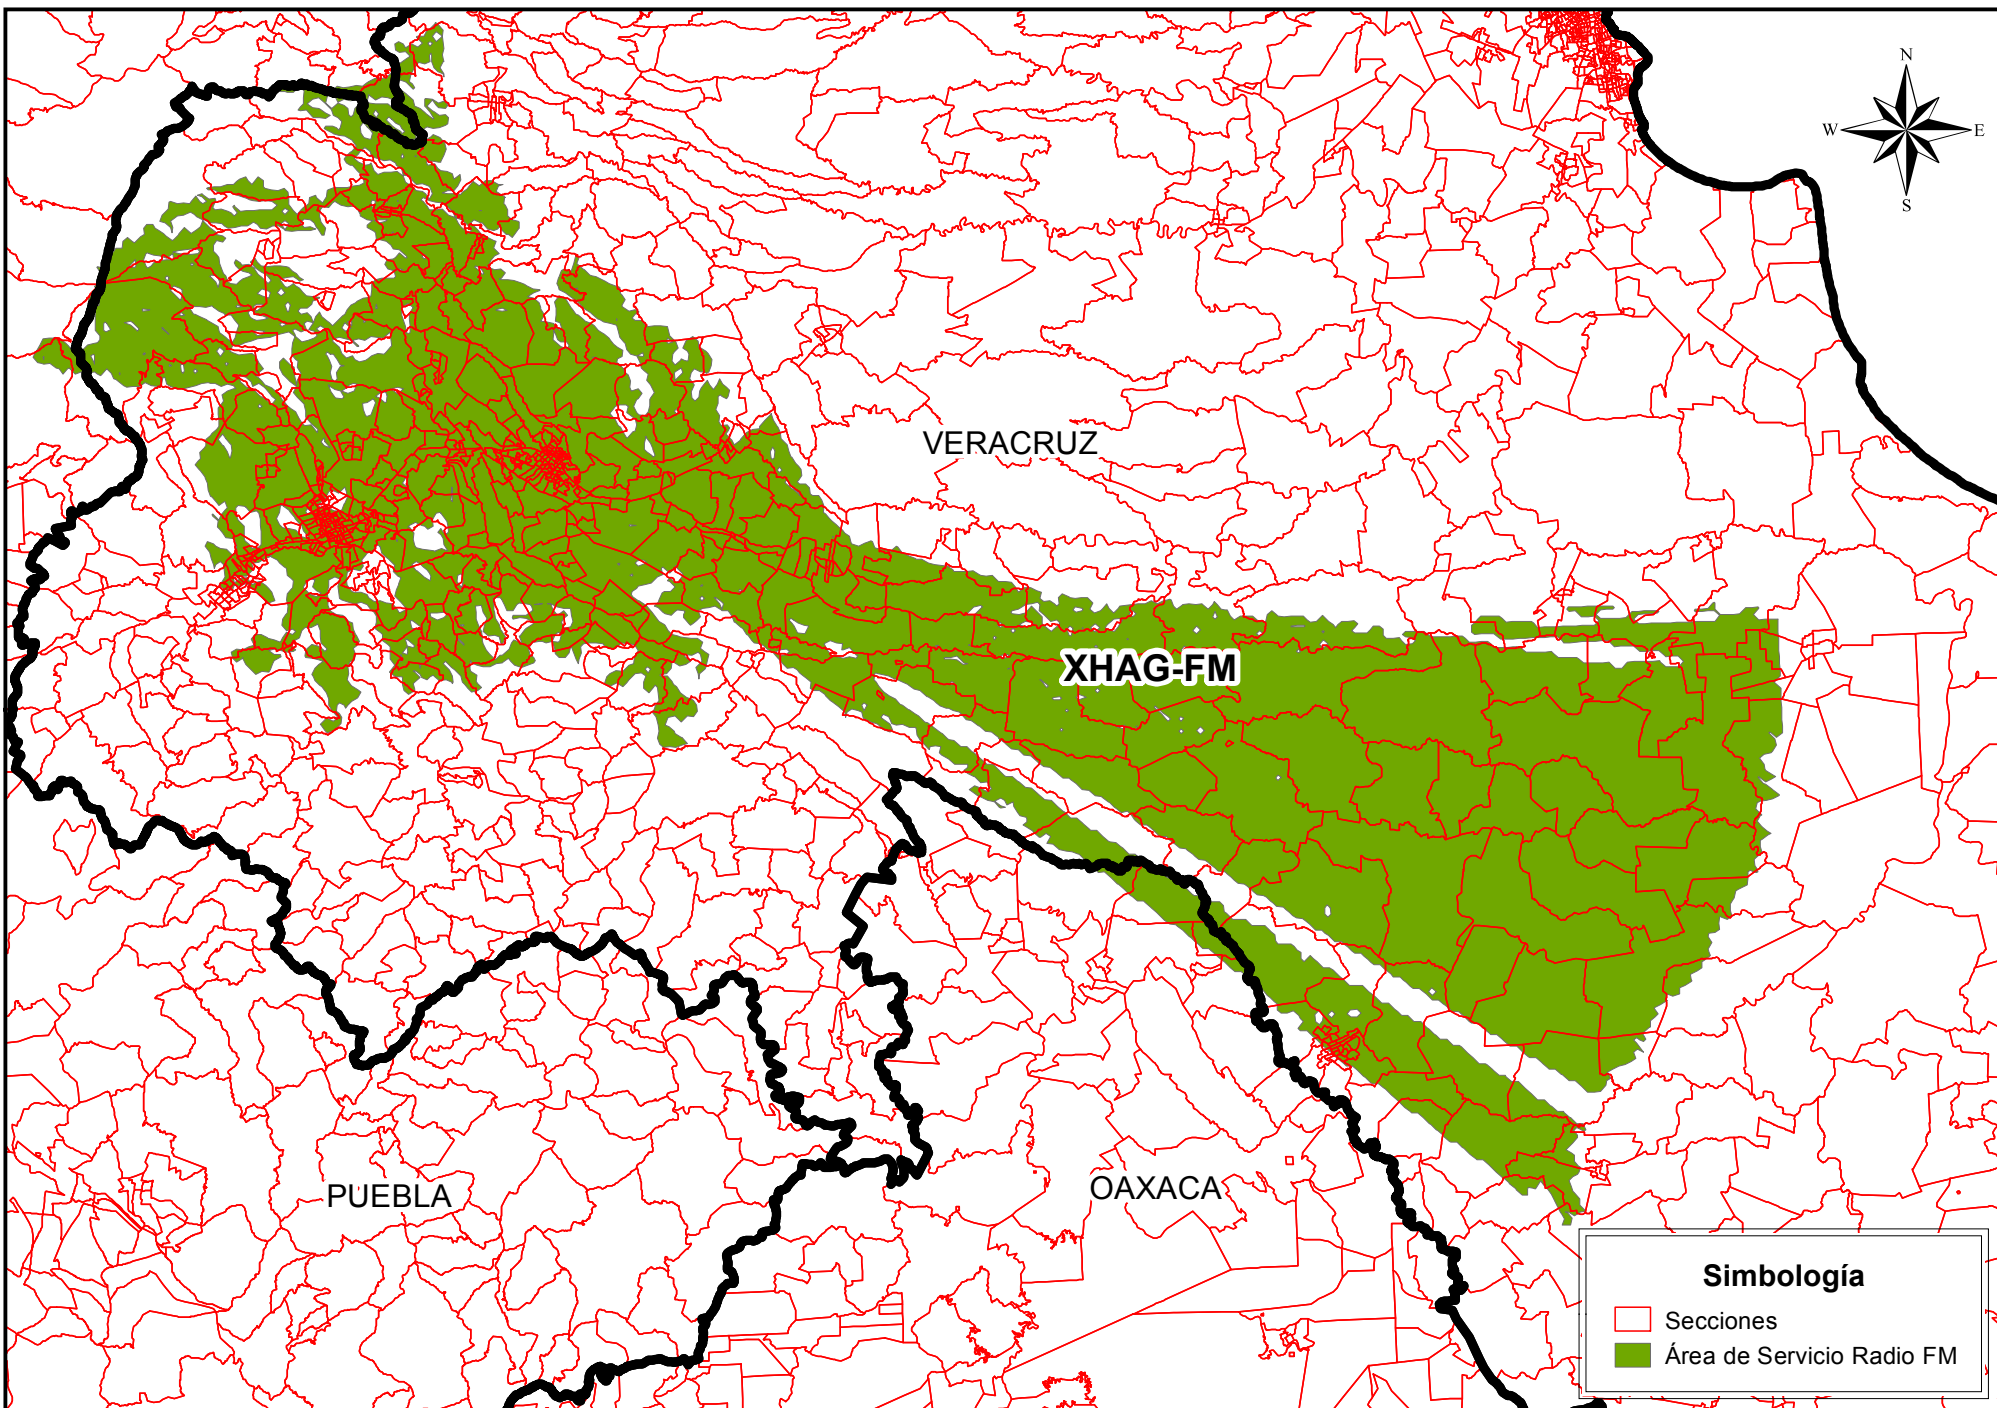 N
W E
S
VERACRUZ
XHAG-FM
PUEBLA
OAXACA
Simbología
Secciones
Área de Servicio Radio FM